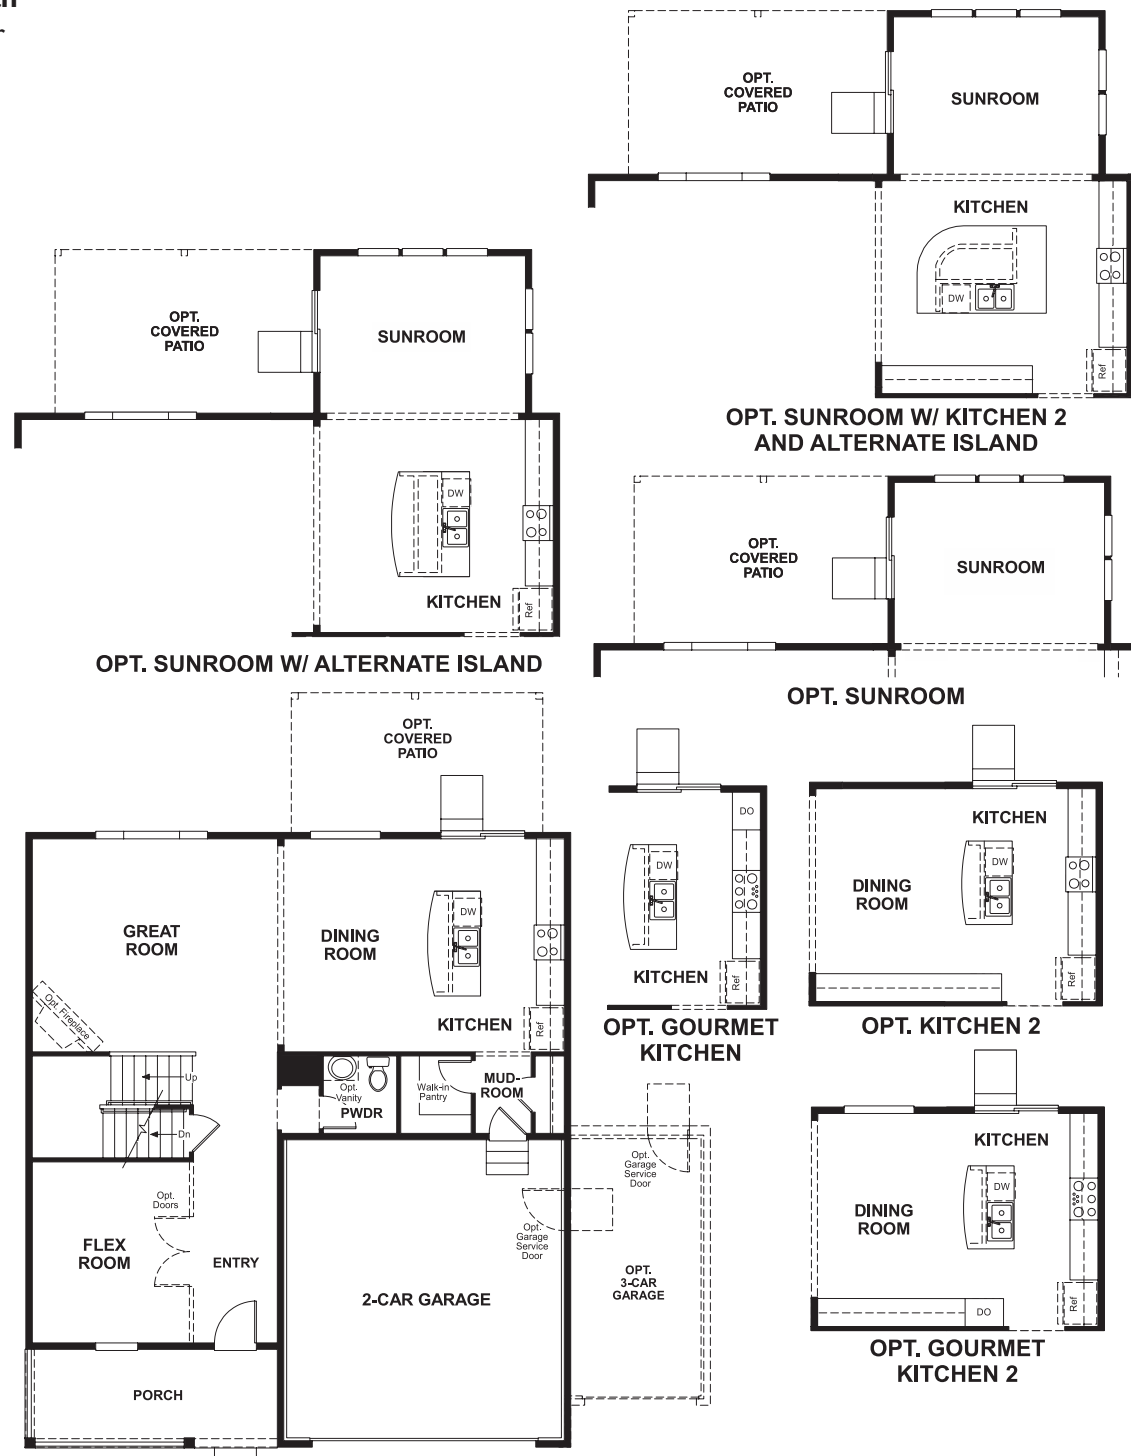 OPT.
COVERED
PATIO
SUNROOM
KITCHEN
DW
Ref
OPT. SUNROOM W/ KITCHEN 2
AND ALTERNATE ISLAND
OPT.
COVERED
PATIO
SUNROOM
DW
KITCHEN
Ref
OPT. SUNROOM W/ ALTERNATE ISLAND
OPT.
COVERED
PATIO
SUNROOM
OPT. SUNROOM
OPT.
COVERED
PATIO
GREAT
ROOM
DINING
ROOM
DW
KITCHEN
Ref
Opt. Fireplace
Up
Dn
Opt.
Vanity
PWDR
Walk-in
Pantry
MUD-
ROOM
Opt.
Doors
FLEX
ROOM
ENTRY
2-CAR GARAGE
Opt.
Garage
Service
Door
Opt.
Garage
Service
Door
OPT.
3-CAR
GARAGE
PORCH
DO
DW
KITCHEN
Ref
OPT. GOURMET
KITCHEN
KITCHEN
DW
DINING
ROOM
Ref
OPT. KITCHEN 2
KITCHEN
DW
DINING
ROOM
DO
Ref
OPT. GOURMET
KITCHEN 2